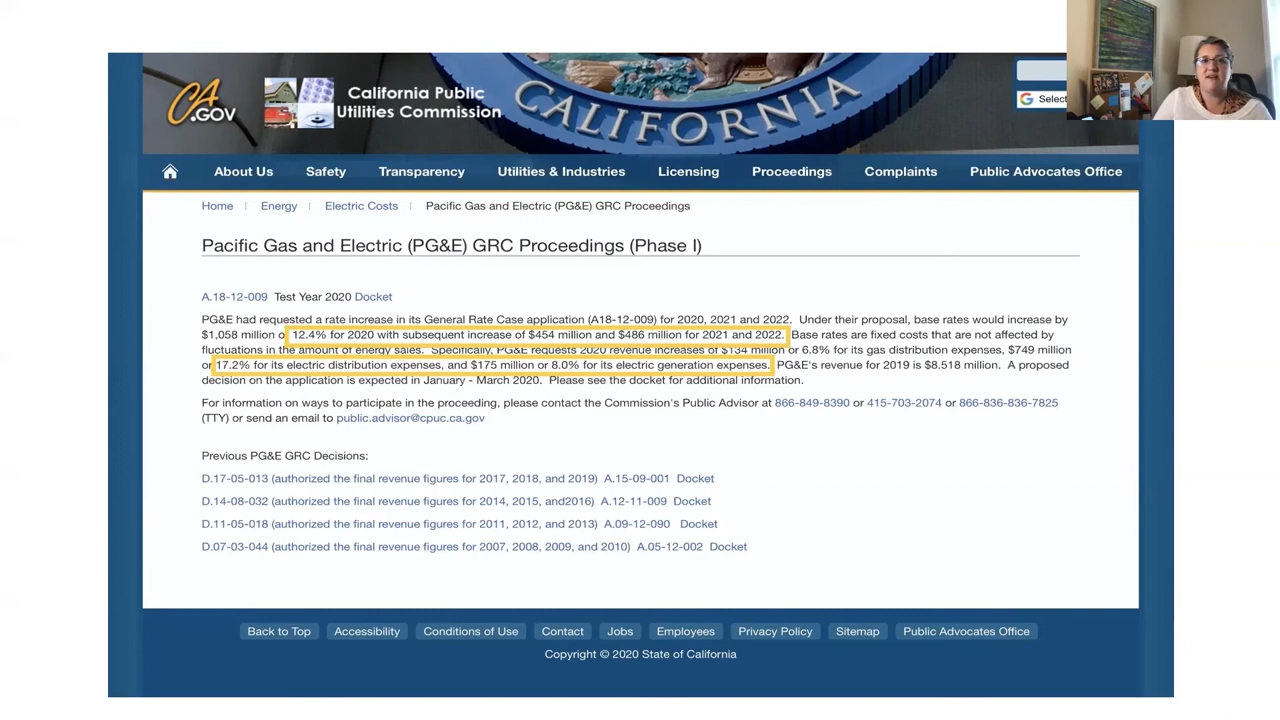 CA
.GOV
California Public
Utilities Commission
CALIFORNIA
Select
About Us Safety Transparency Utilities & Industries Licensing Proceedings Complaints Public Advocates Office
Home Energy Electric Costs Pacific Gas and Electric (PG&E) GRC Proceedings
Pacific Gas and Electric (PG&E) GRC Proceedings (Phase I)
A.18-12-009 Test Year 2020 Docket
PG&E had requested a rate increase in its General Rate Case application (A18-12-009) for 2020, 2021 and 2022. Under their proposal, base rates would increase by
$1,058 million o 12.4% for 2020 with subsequent increase of $454 million and $486 million for 2021 and 2022. Base rates are fixed costs that are not affected by
fluctuations in the amount of energy sales. Specifically, PG&E requests 2020 revenue increases of $134 million or 6.8% for its gas distribution expenses, $749 million
or 17.2% for its electric distribution expenses, and $175 million or 8.0% for its electric generation expenses. PG&E's revenue for 2019 is $8.518 million. A proposed
decision on the application is expected in January - March 2020. Please see the docket for additional information.
For information on ways to participate in the proceeding, please contact the Commission's Public Advisor at 866-849-8390 or 415-703-2074 or 866-836-836-7825
(TTY) or send an email to public.advisor@cpuc.ca.gov
Previous PG&E GRC Decisions:
D.17-05-013 (authorized the final revenue figures for 2017, 2018, and 2019) A.15-09-001 Docket
D.14-08-032 (authorized the final revenue figures for 2014, 2015, and2016) A.12-11-009 Docket
D.11-05-018 (authorized the final revenue figures for 2011, 2012, and 2013) A.09-12-090 Docket
D.07-03-044 (authorized the final revenue figures for 2007, 2008, 2009, and 2010) A.05-12-002 Docket
Back to Top Accessibility Conditions of Use Contact Jobs Employees Privacy Policy Sitemap Public Advocates Office
Copyright © 2020 State of California